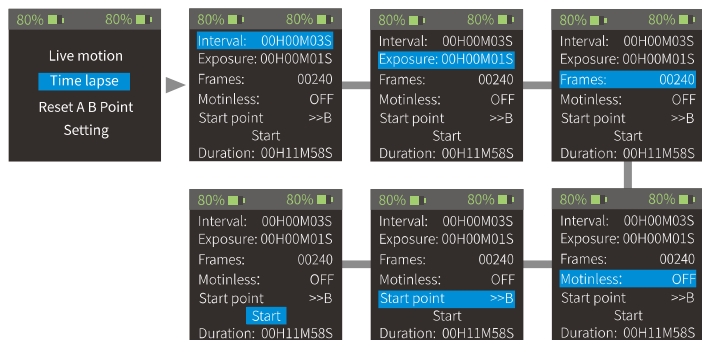 80% 80%
Live motion
Time lapse
Reset A B Point
Setting
80% 80%
Interval: 00H00M03S
Exposure: 00H00M01S
Frames: 00240
Motinless: OFF
Start point >>B
Start
Duration: 00H11M58S
80% 80%
Interval: 00H00M03S
Exposure: 00H00M01S
Frames: 00240
Motinless: OFF
Start point >>B
Start
Duration: 00H11M58S
80% 80%
Interval: 00H00M03S
Exposure: 00H00M01S
Frames: 00240
Motinless: OFF
Start point >>B
Start
Duration: 00H11M58S
80% 80%
Interval: 00H00M03S
Exposure: 00H00M01S
Frames: 00240
Motinless: OFF
Start point >>B
Start
Duration: 00H11M58S
80% 80%
Interval: 00H00M03S
Exposure: 00H00M01S
Frames: 00240
Motinless: OFF
Start point >>B
Start
Duration: 00H11M58S
80% 80%
Interval: 00H00M03S
Exposure: 00H00M01S
Frames: 00240
Motinless: OFF
Start point >>B
Start
Duration: 00H11M58S